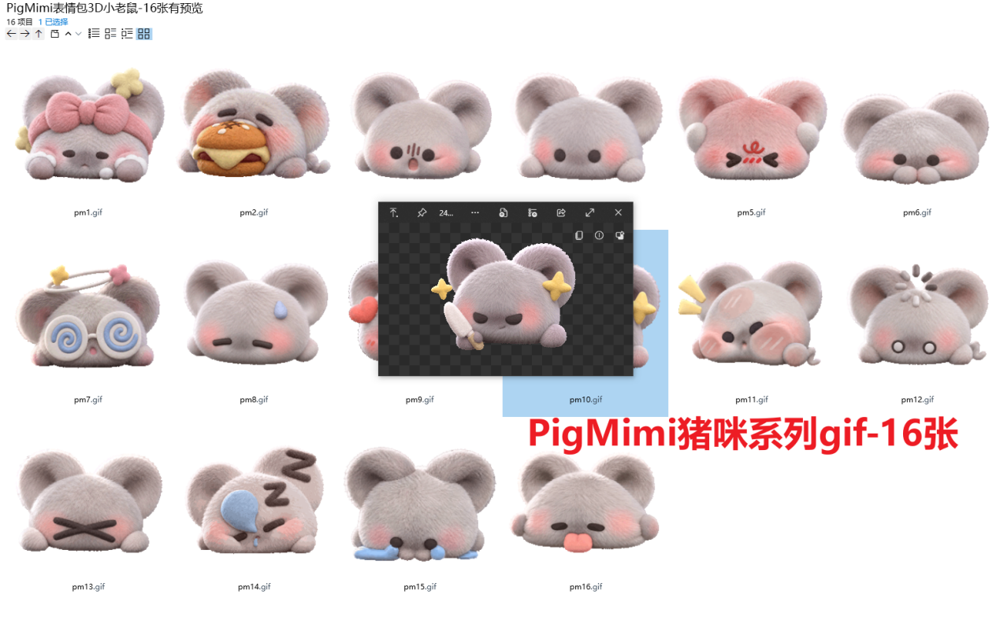 PigMimi表情包3D小老鼠-16张有预览
16 项目 1 已选择
pm1.gif
pm2.gif
pm5.gif
pm6.gif
24...
pm7.gif
pm8.gif
pm9.gif
pm10.gif
pm11.gif
pm12.gif
PigMimi猪咪系列gif-16张
Z
Z
pm13.gif
pm14.gif
pm15.gif
pm16.gif